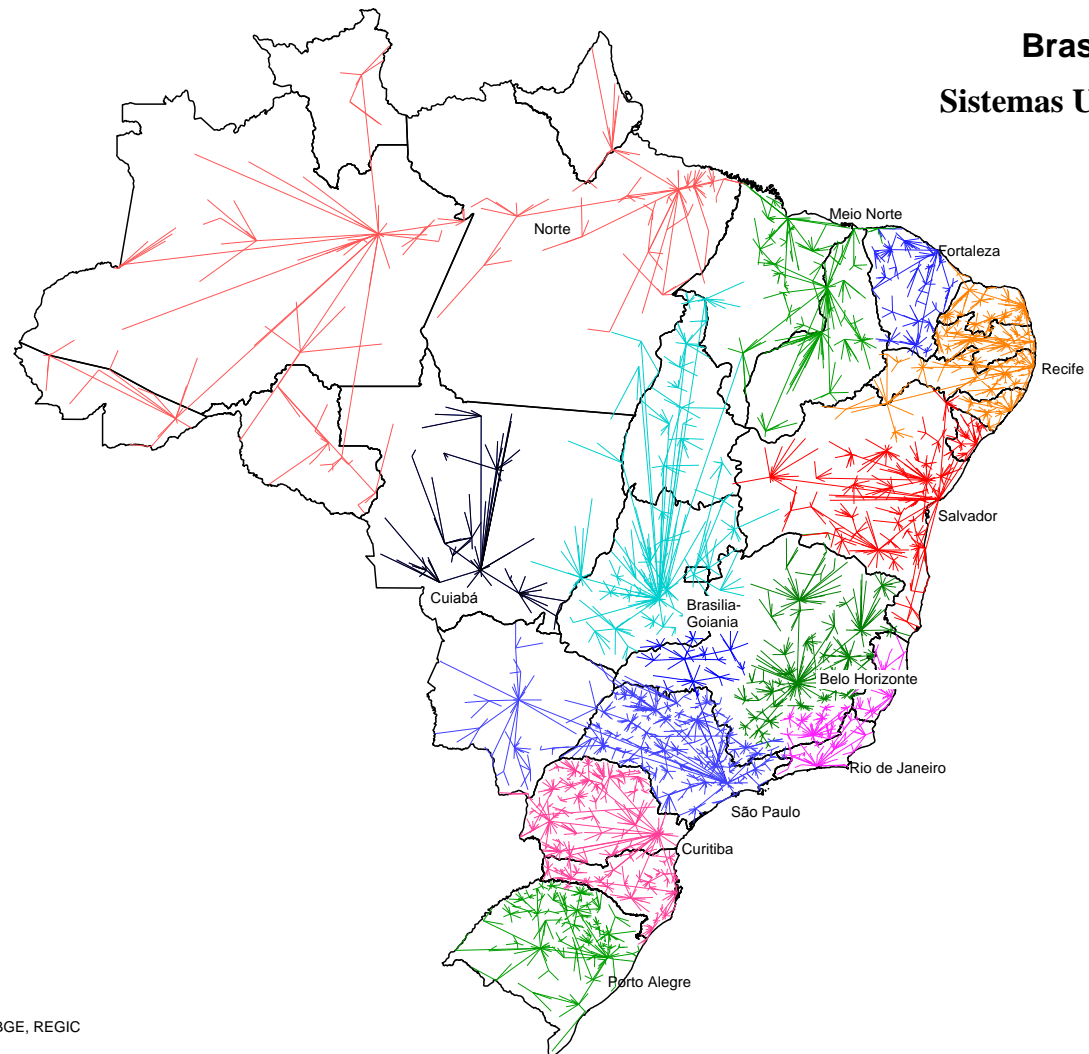 Bras
Sistemas U
Meio Norte
Norte
Fortaleza
Recife
Salvador
Cuiabá
Brasilia-
Goiania
Belo Horizonte
Rio de Janeiro
São Paulo
Curitiba
Porto Alegre
BGE, REGIC